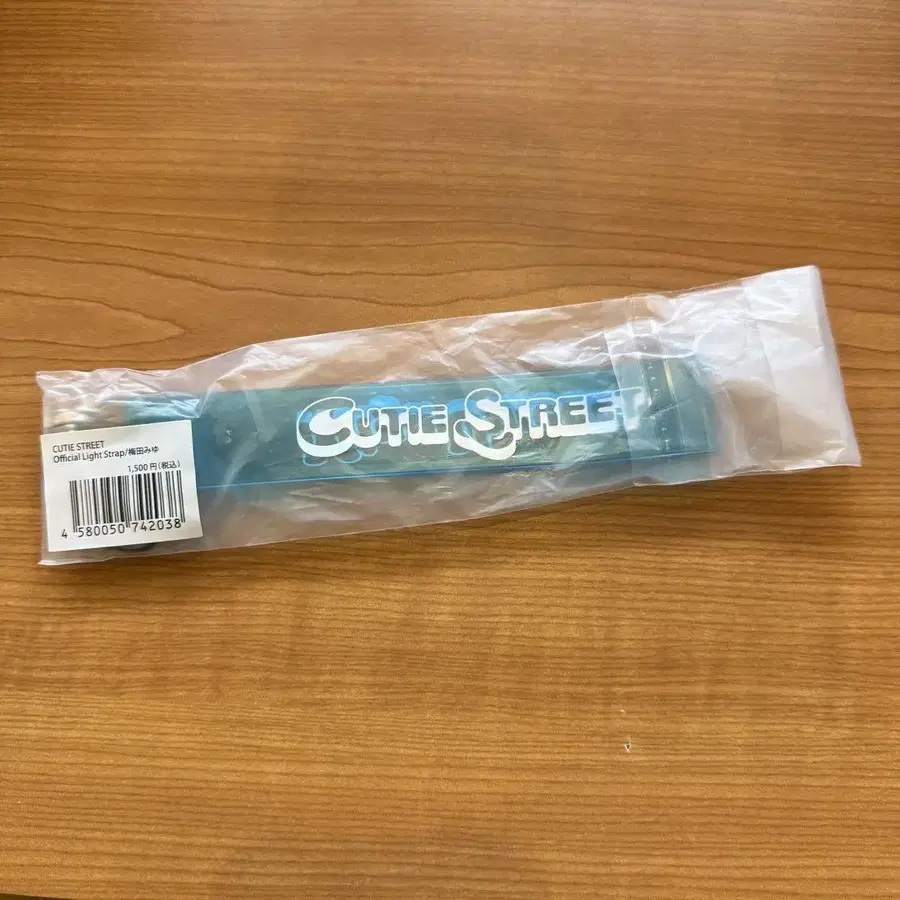 CUTIE STREET
CUTIE STREET
Official Light Strap/梅田みゆ
1,500円(税込)
4 580050 742038